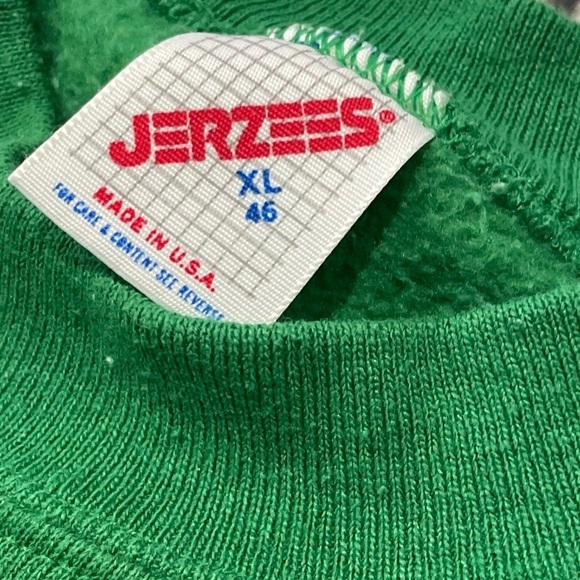 JERZEES®
XL
46
MADE IN U.S.A.
FOR CARE & CONTENT SEE REVERSE